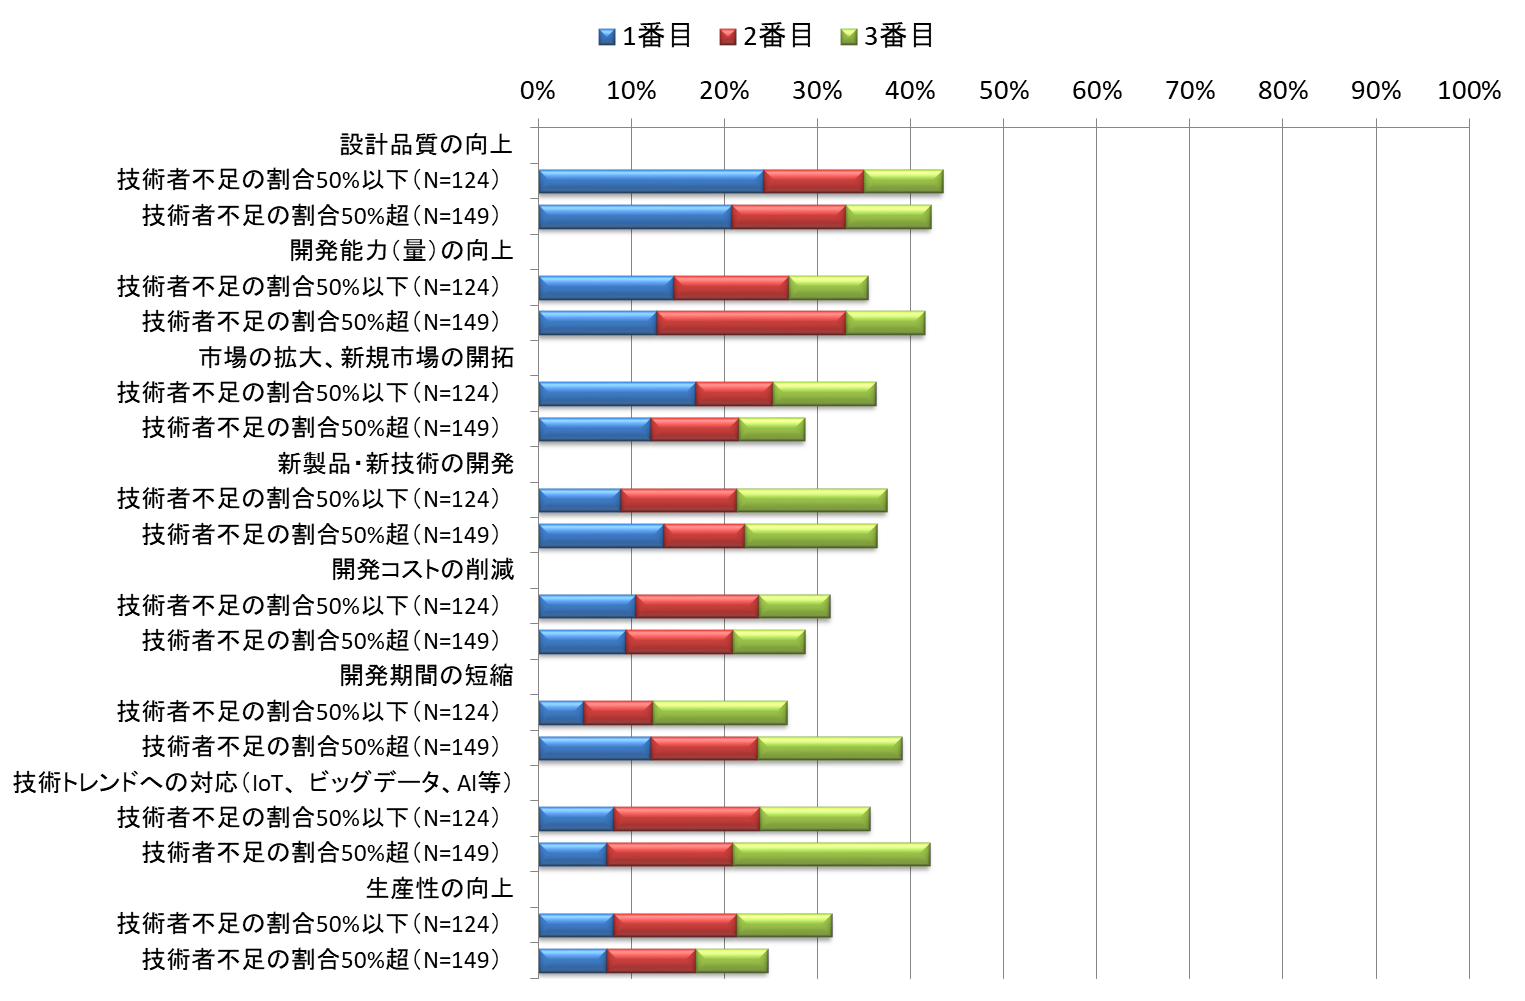 1番目 2番目 3番目
0% 10% 20% 30% 40% 50% 60% 70% 80% 90% 100%
設計品質の向上
技術者不足の割合50%以下（N=124）
技術者不足の割合50%超（N=149）
開発能力（量）の向上
技術者不足の割合50%以下（N=124）
技術者不足の割合50%超（N=149）
市場の拡大、新規市場の開拓
技術者不足の割合50%以下（N=124）
技術者不足の割合50%超（N=149）
新製品・新技術の開発
技術者不足の割合50%以下（N=124）
技術者不足の割合50%超（N=149）
開発コストの削減
技術者不足の割合50%以下（N=124）
技術者不足の割合50%超（N=149）
開発期間の短縮
技術者不足の割合50%以下（N=124）
技術者不足の割合50%超（N=149）
技術トレンドへの対応（IoT、ビッグデータ、AI等）
技術者不足の割合50%以下（N=124）
技術者不足の割合50%超（N=149）
生産性の向上
技術者不足の割合50%以下（N=124）
技術者不足の割合50%超（N=149）